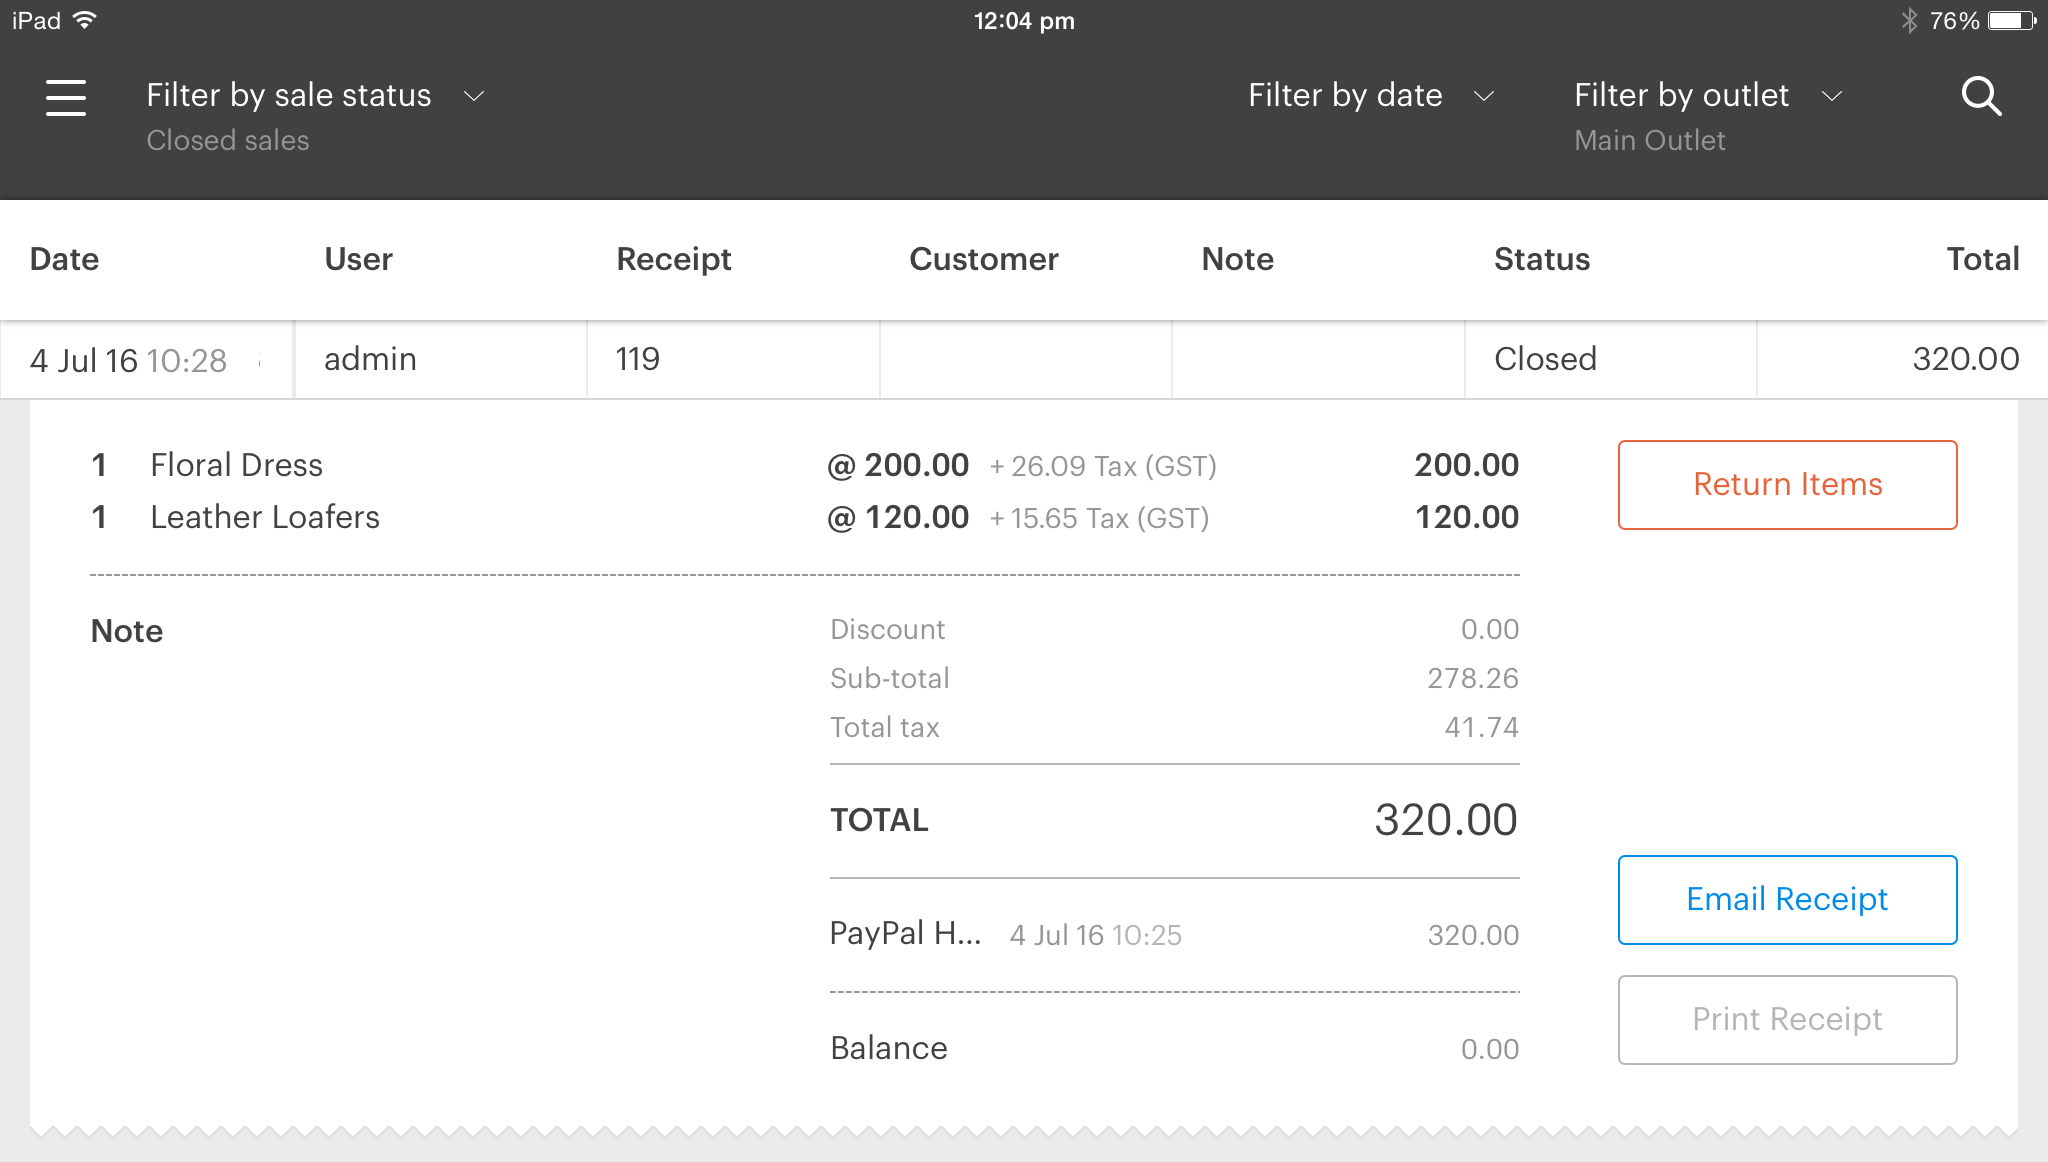 iPad 12:04 pm 76%
Filter by sale status Filter by date Filter by outlet
Closed sales Main Outlet
Date User Receipt Customer Note Status Total
4 Jul 16 10:28 admin 119 Closed 320.00
1 Floral Dress @ 200.00 + 26.09 Tax (GST) 200.00 Return Items
1 Leather Loafers @ 120.00 + 15.65 Tax (GST) 120.00
Note Discount 0.00
Sub-total 278.26
Total tax 41.74
TOTAL 320.00
Email Receipt
PayPal H... 4 Jul 16 10:25 320.00
Print Receipt
Balance 0.00